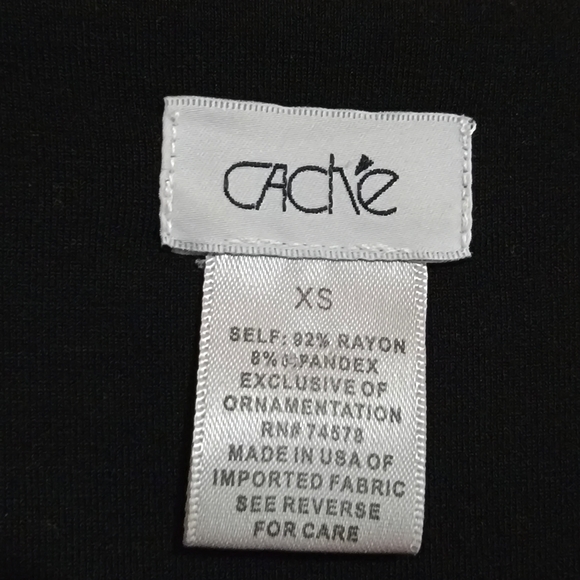 CAChé
XS
SELF: 92% RAYON
8% SPANDEX
EXCLUSIVE OF
ORNAMENTATION
RN# 74578
MADE IN USA OF
IMPORTED FABRIC
SEE REVERSE
FOR CARE